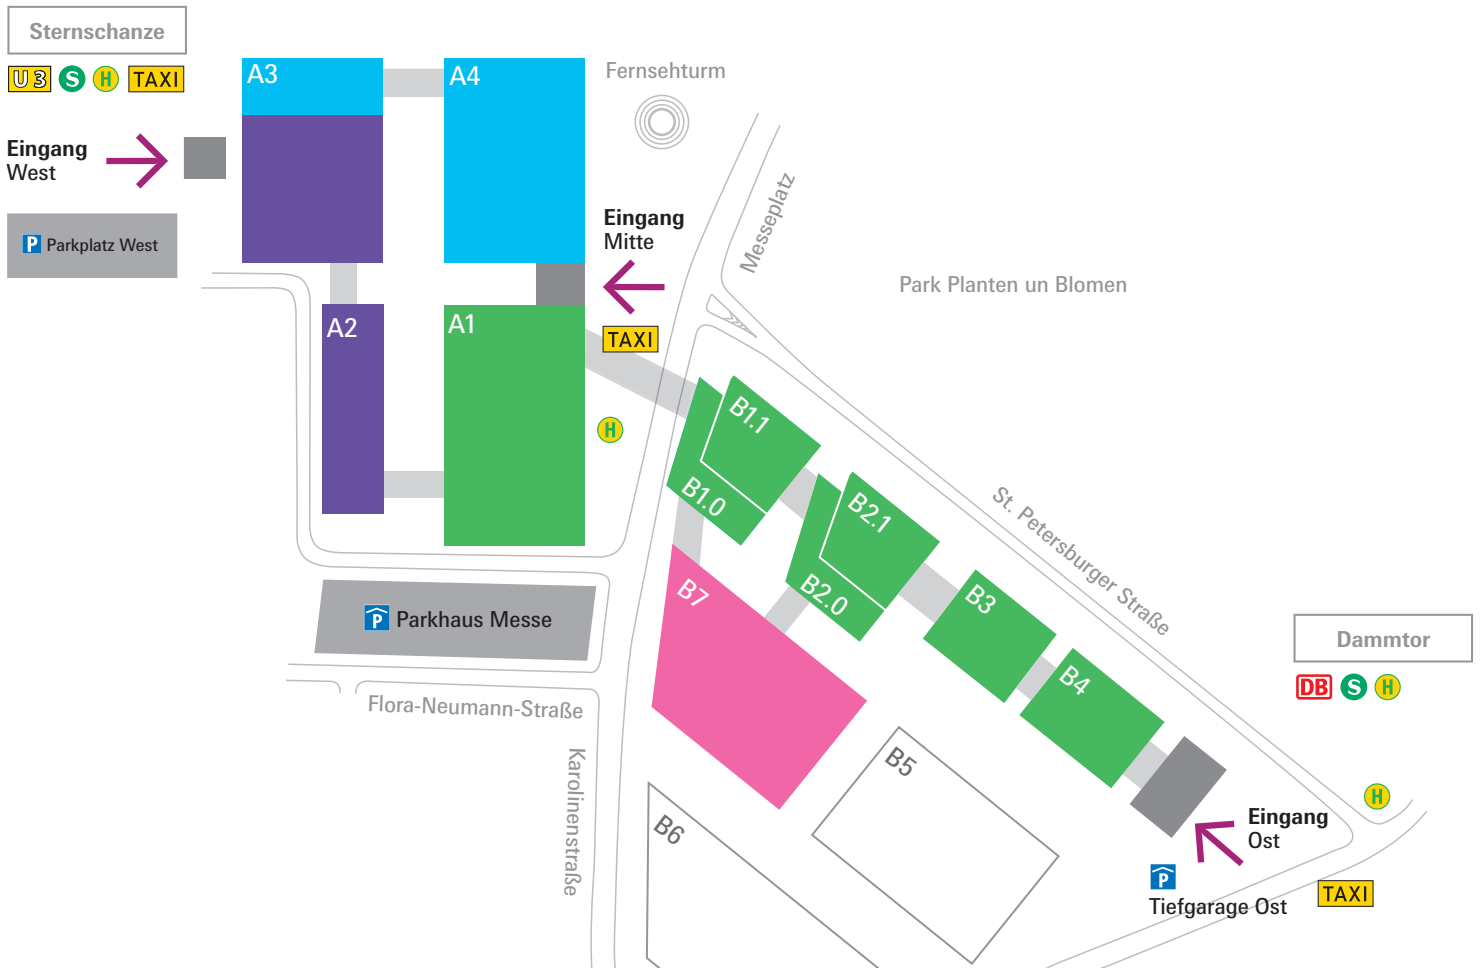 Sternschanze
U3 S H TAXI
Eingang
West
P Parkplatz West
A3
A4
Fernsehturm
Eingang
Mitte
TAXI
Messeplatz
Park Planten un Blomen
A2
A1
H
B1.1
B1.0
B2.1
B2.0
B3
B4
St. Petersburger Straße
B7
P Parkhaus Messe
Flora-Neumann-Straße
Karolinenstraße
B5
B6
Dammtor
DB S H
H
Eingang
Ost
P
Tiefgarage Ost
TAXI